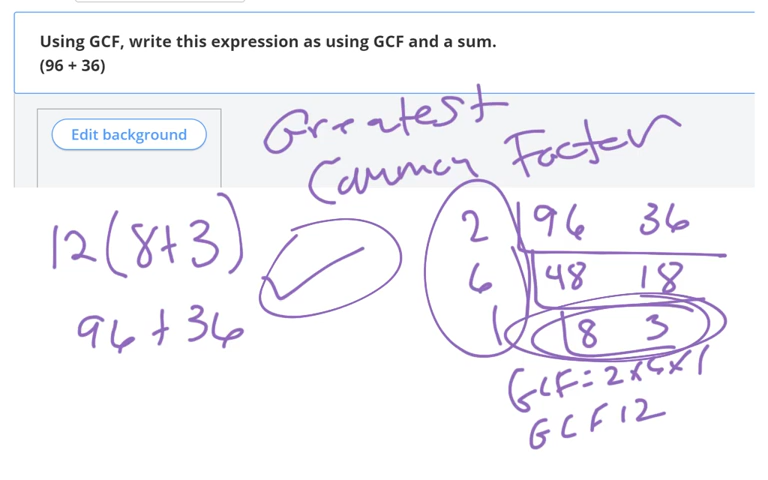 Using GCF, write this expression as using GCF and a sum.
(96 + 36)
Edit background
Greatest
Common Factor
12(8+3)
96 + 36
2 96 36
6 48 18
1 8 3
GCF = 2x6x1
GCF 12